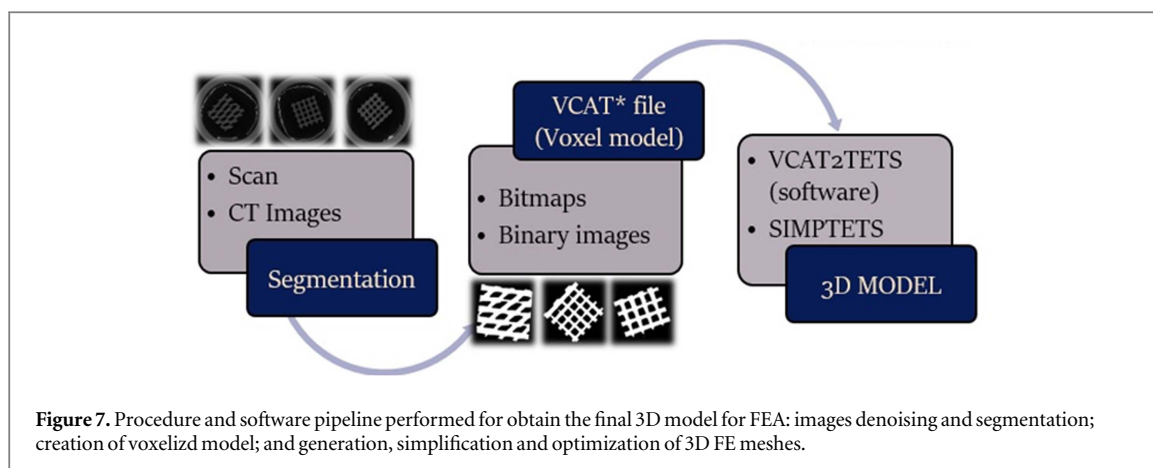 • Scan
• CT Images
Segmentation
VCAT* file
(Voxel model)
• Bitmaps
• Binary images
• VCAT2TETS
(software)
• SIMPTETS
3D MODEL
Figure 7. Procedure and software pipeline performed for obtain the final 3D model for FEA: images denoising and segmentation;
creation of voxelizd model; and generation, simplification and optimization of 3D FE meshes.